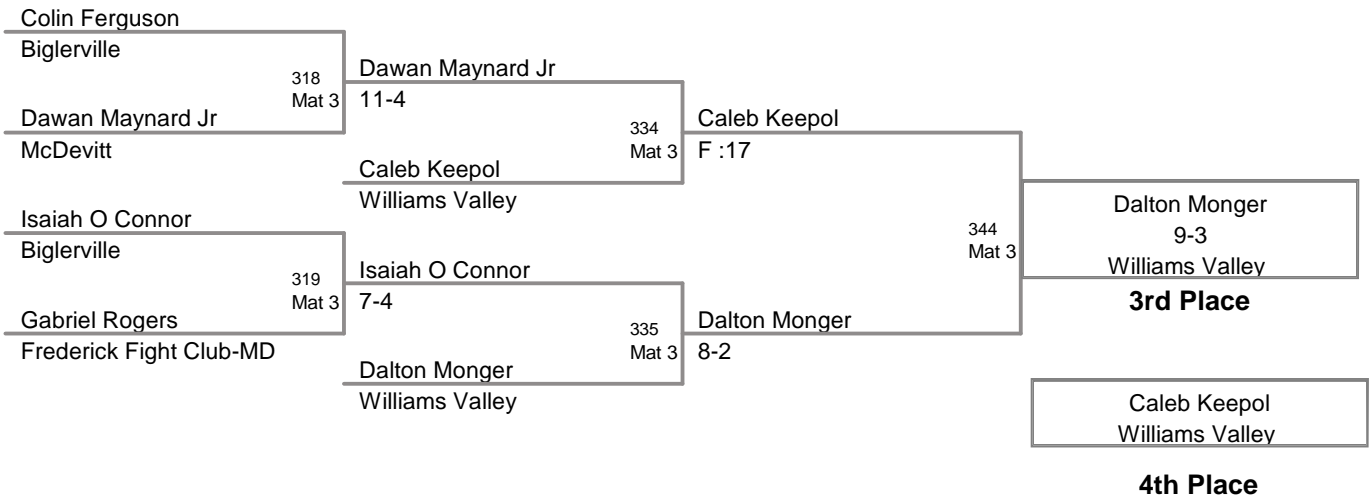 Colin Ferguson
Biglerville
318
Mat 3
Dawan Maynard Jr
11-4
Dawan Maynard Jr
McDevitt
334
Mat 3
Caleb Keepol
F :17
Caleb Keepol
Williams Valley
Isaiah O Connor
Biglerville
319
Mat 3
Isaiah O Connor
7-4
Gabriel Rogers
Frederick Fight Club-MD
335
Mat 3
Dalton Monger
8-2
Dalton Monger
Williams Valley
344
Mat 3
Dalton Monger
9-3
Williams Valley
3rd Place
Caleb Keepol
Williams Valley
4th Place